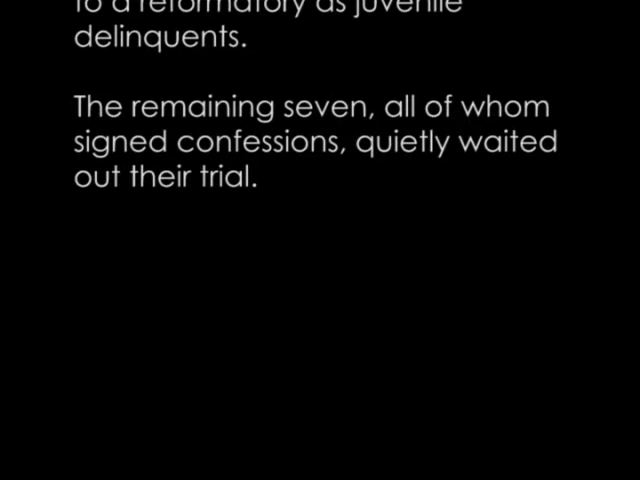 to a reformatory as juvenile
delinquents.
The remaining seven, all of whom
signed confessions, quietly waited
out their trial.